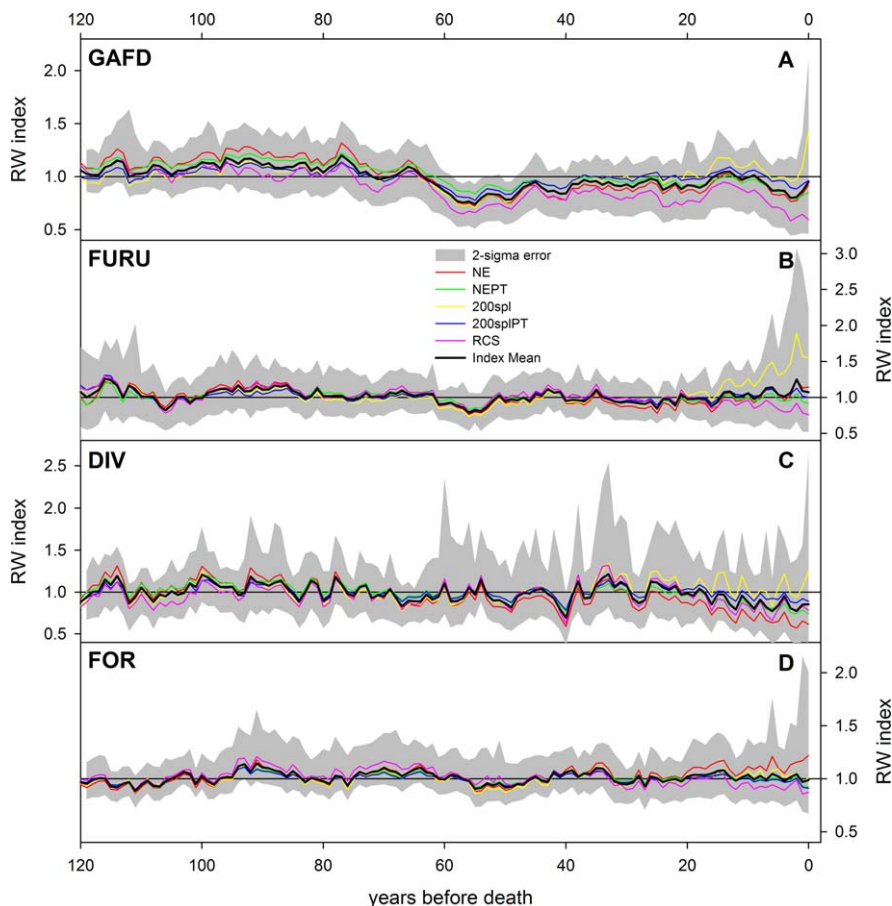 120 100 80 60 40 20 0
GAFD A
2.0
1.5
1.0
0.5
RW index
FURU B
2-sigma error
NE
NEPT
200spl
200splPT
RCS
Index Mean
3.0
2.5
2.0
1.5
1.0
0.5
RW index
DIV C
2.5
2.0
1.5
1.0
0.5
RW index
FOR D
2.0
1.5
1.0
0.5
RW index
120 100 80 60 40 20 0
years before death